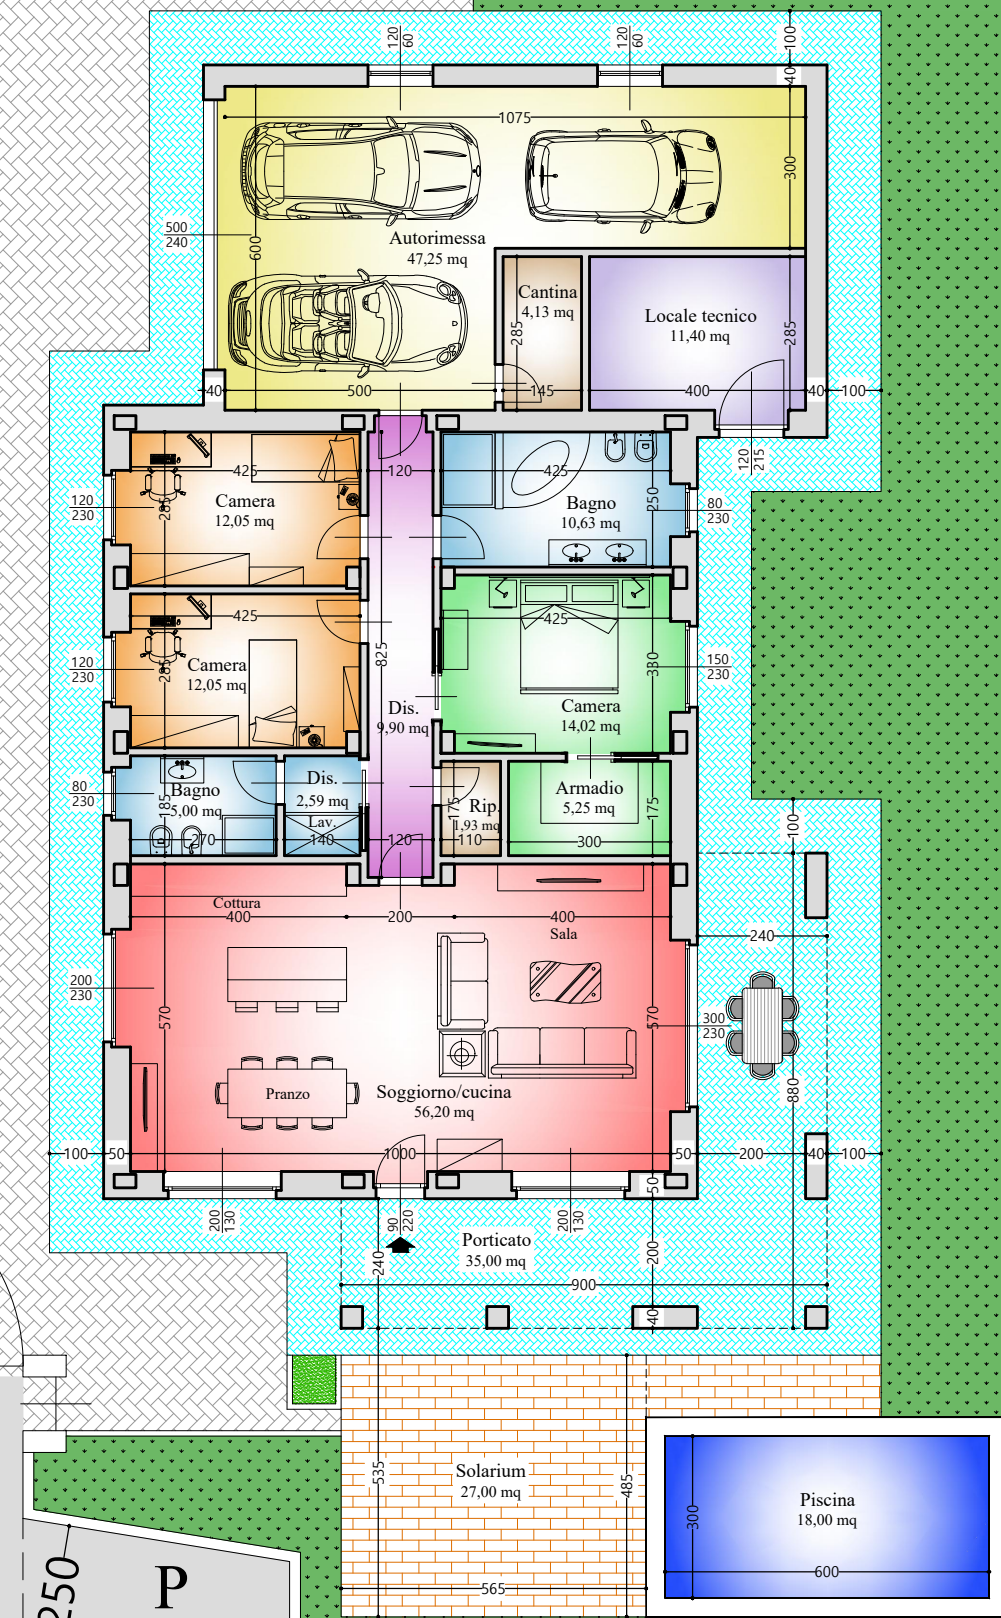 120
60
120
60
100
40
1075
300
500
240
600
Autorimessa
47,25 mq
Cantina
4,13 mq
Locale tecnico
11,40 mq
285
285
40
500
145
400
40
100
120
215
425
120
425
Camera
12,05 mq
285
120
230
Bagno
10,63 mq
250
80
230
425
425
Camera
12,05 mq
285
120
230
825
330
150
230
Dis.
9,90 mq
Camera
14,02 mq
80
230
Bagno
5,00 mq
185
270
Dis.
2,59 mq
Lav.
140
120
175
Rip.
1,93 mq
110
Armadio
5,25 mq
175
300
100
Cottura
400
200
400
Sala
240
200
230
570
570
300
230
Pranzo
Soggiorno/cucina
56,20 mq
880
100
50
1000
50
200
40
100
50
200
130
90
220
200
130
240
Porticato
35,00 mq
200
900
40
535
Solarium
27,00 mq
485
Piscina
18,00 mq
300
600
565
250
P